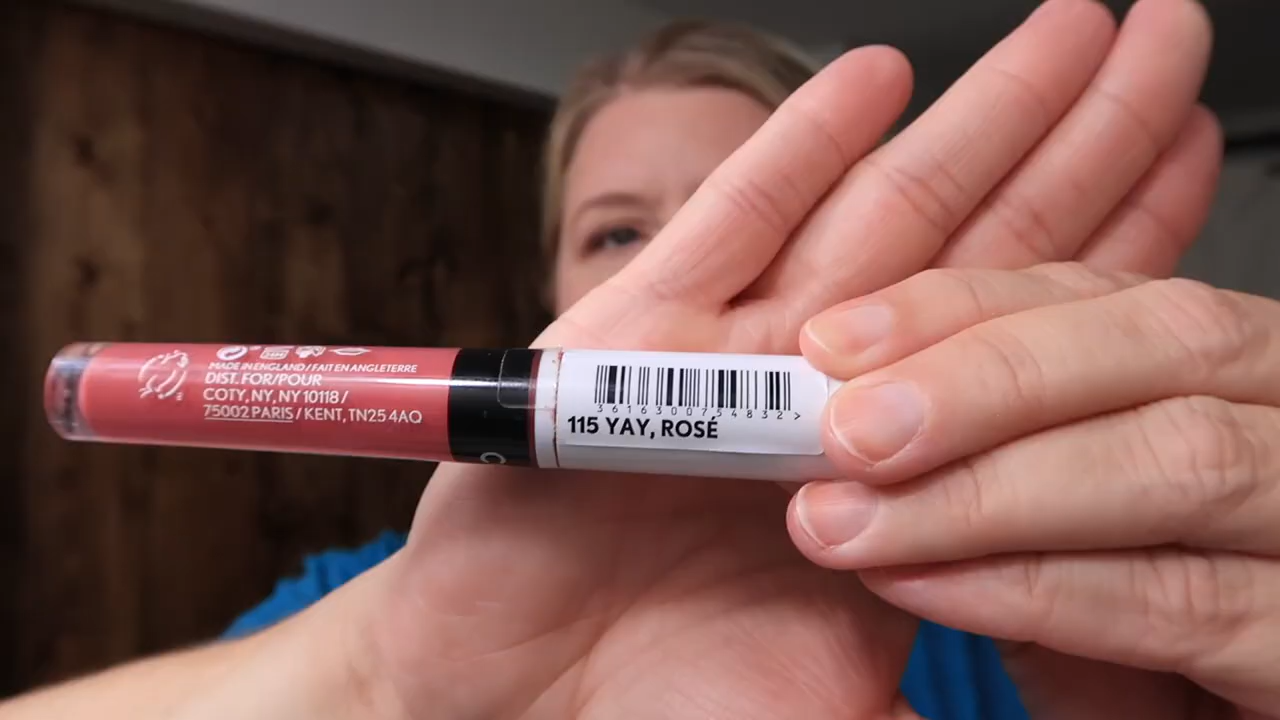 MADE IN ENGLAND / FAIT EN ANGLETERRE
DIST. FOR/POUR
COTY, NY, NY 10118 /
75002 PARIS / KENT, TN25 4AQ
3616300754832>
115 YAY, ROSÉ
C